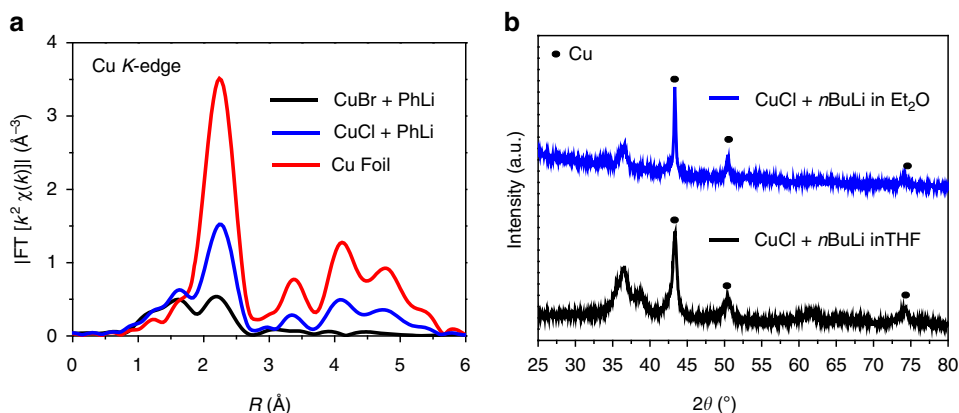 a
Cu K-edge
CuBr + PhLi
CuCl + PhLi
Cu Foil
|FT [k² χ(k)]| (Å⁻³)
4
3
2
1
0
0 1 2 3 4 5 6
R (Å)
b
Cu
CuCl + nBuLi in Et₂O
CuCl + nBuLi inTHF
Intensity (a.u.)
25 35 45 50 55 60 65 70 75 80
2θ (°)